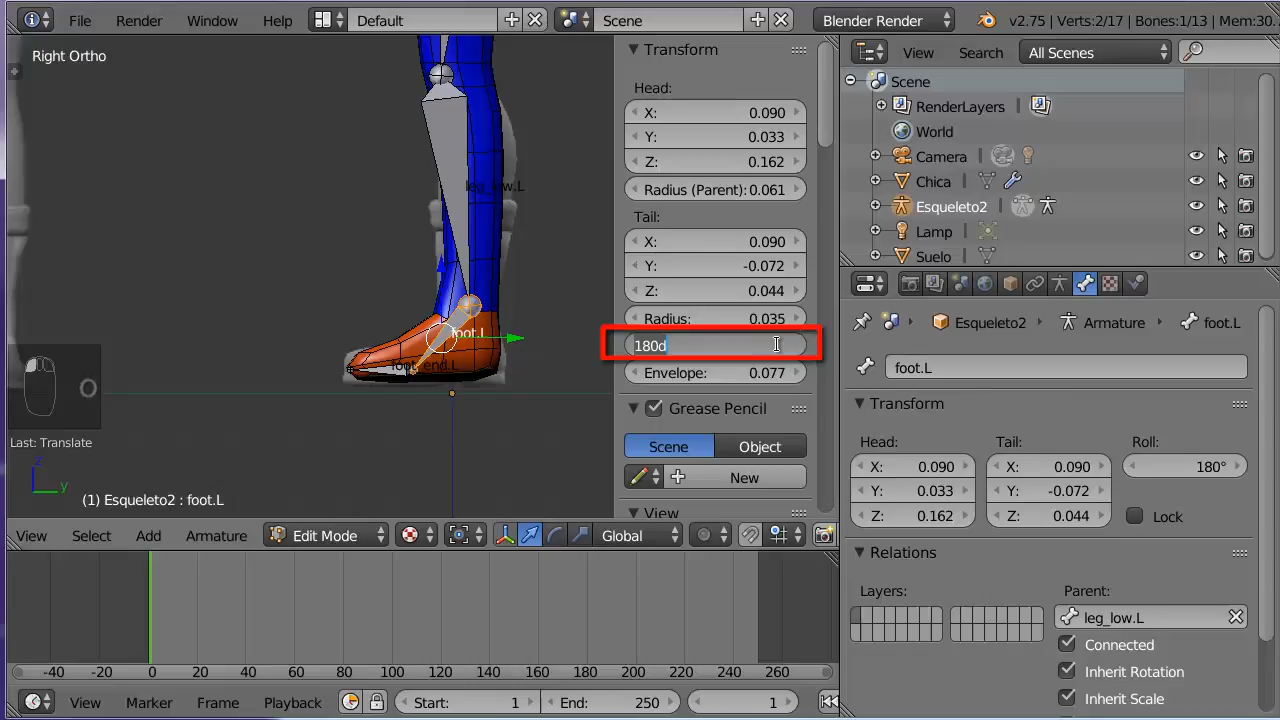 File Render Window Help Default Scene Blender Render v2.75 | Verts:2/17 | Bones:1/13 | Mem:30.
Right Ortho
leg_low.L
foot.L
foot_end.L
Last: Translate
z
y
(1) Esqueleto2 : foot.L
Transform
Head:
X: 0.090
Y: 0.033
Z: 0.162
Radius (Parent): 0.061
Tail:
X: 0.090
Y: -0.072
Z: 0.044
Radius: 0.035
180d
Envelope: 0.077
Grease Pencil
Scene Object
New
View
View Select Add Armature Edit Mode Global
-40 -20 0 20 40 60 80 100 120 140 160 180 200 220 240 260
View Marker Frame Playback Start: 1 End: 250 1
View Search All Scenes
Scene
RenderLayers
World
Camera
Chica
Esqueleto2
Lamp
Suelo
Esqueleto2 Armature foot.L
foot.L
Transform
Head: Tail: Roll:
X: 0.090 X: 0.090 180°
Y: 0.033 Y: -0.072
Z: 0.162 Z: 0.044 Lock
Relations
Layers: Parent:
leg_low.L
Connected
Inherit Rotation
Inherit Scale